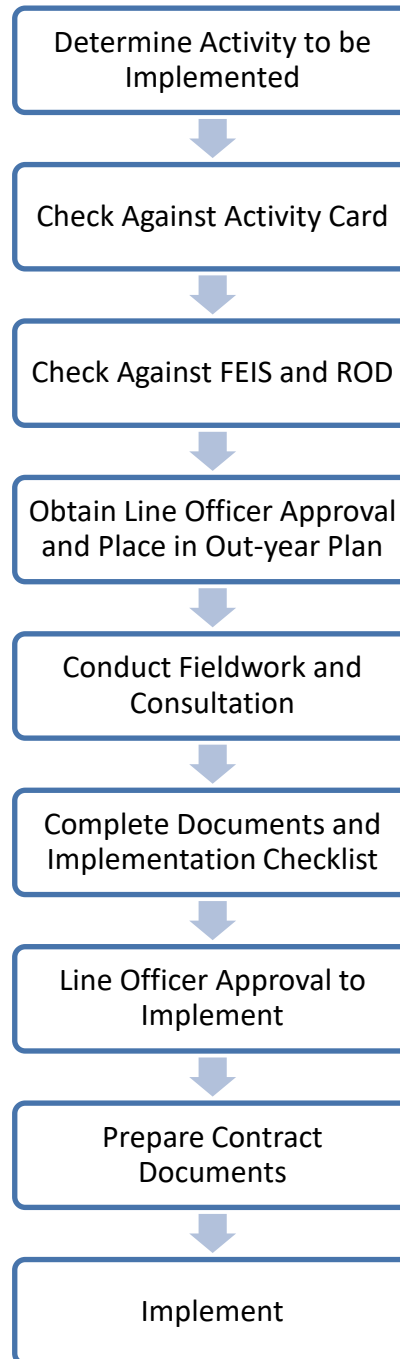 Determine Activity to be
Implemented
Check Against Activity Card
Check Against FEIS and ROD
Obtain Line Officer Approval
and Place in Out-year Plan
Conduct Fieldwork and
Consultation
Complete Documents and
Implementation Checklist
Line Officer Approval to
Implement
Prepare Contract
Documents
Implement